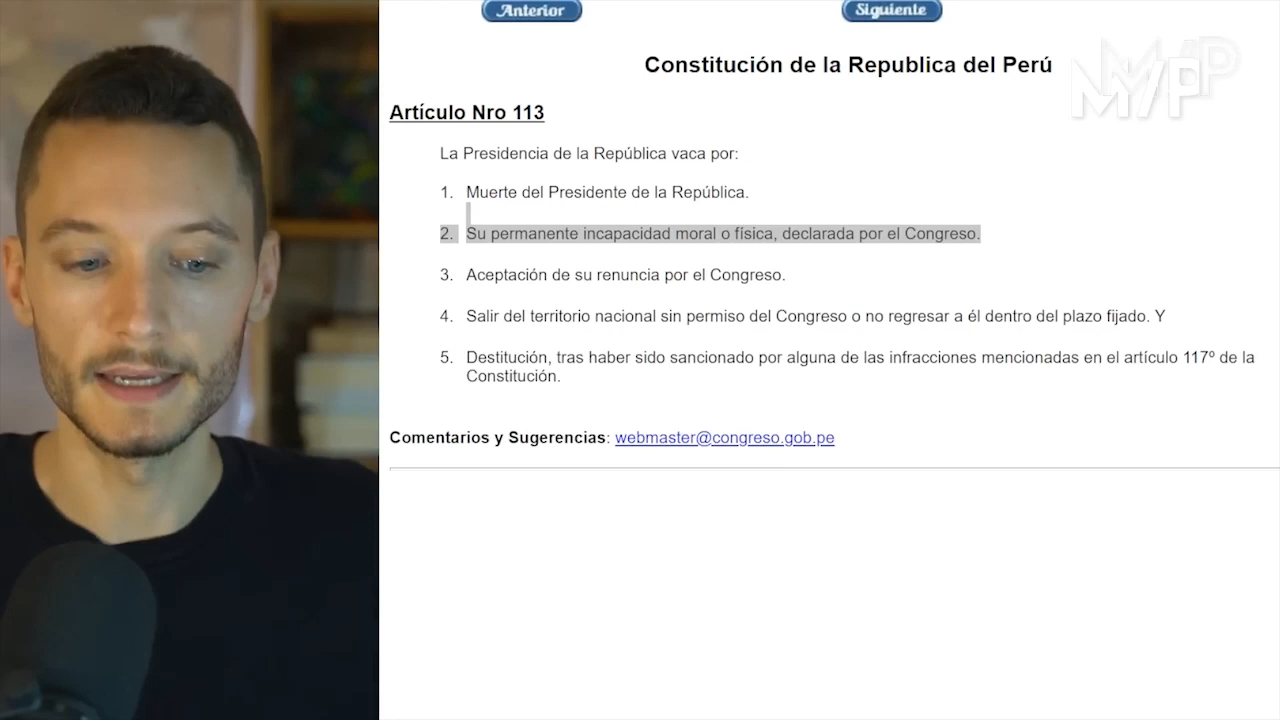 Anterior
Siguiente
Constitución de la Republica del Perú
M/P
Artículo Nro 113
La Presidencia de la República vaca por:
1. Muerte del Presidente de la República.
2. Su permanente incapacidad moral o física, declarada por el Congreso.
3. Aceptación de su renuncia por el Congreso.
4. Salir del territorio nacional sin permiso del Congreso o no regresar a él dentro del plazo fijado. Y
5. Destitución, tras haber sido sancionado por alguna de las infracciones mencionadas en el artículo 117º de la
Constitución.
Comentarios y Sugerencias: webmaster@congreso.gob.pe